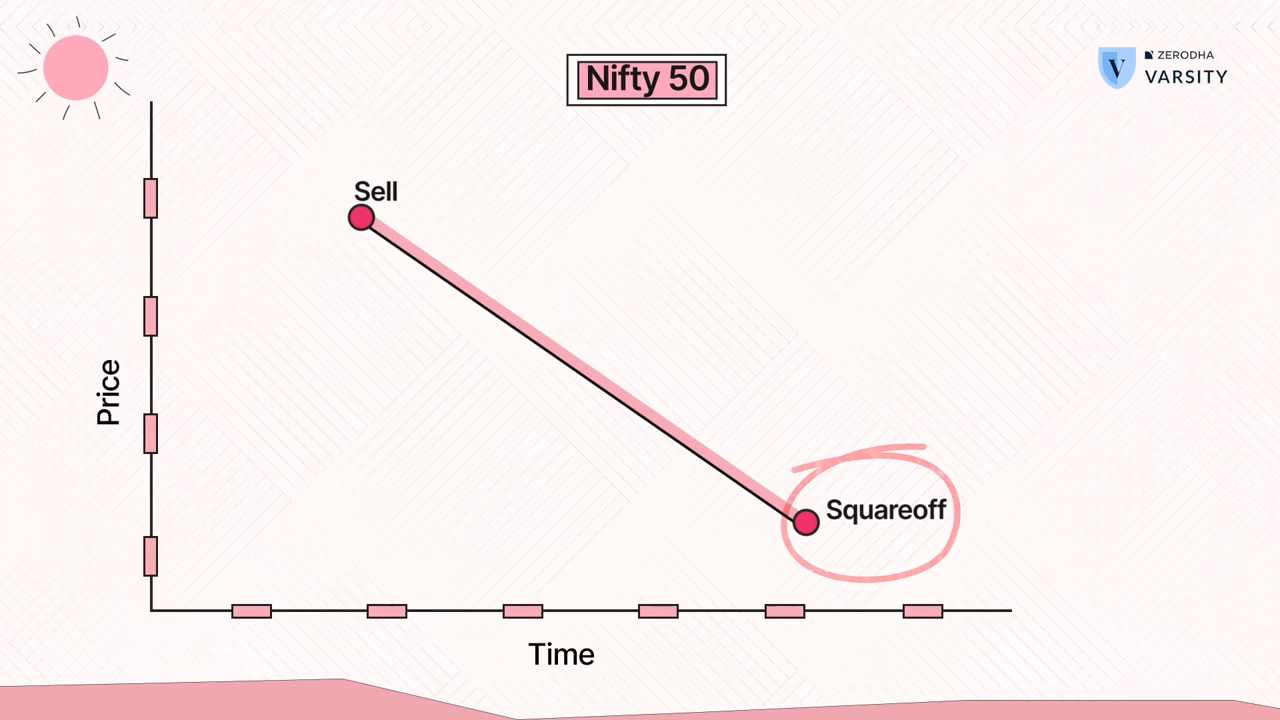 Nifty 50
ZERODHA
VARSITY
V
Sell
Price
Squareoff
Time